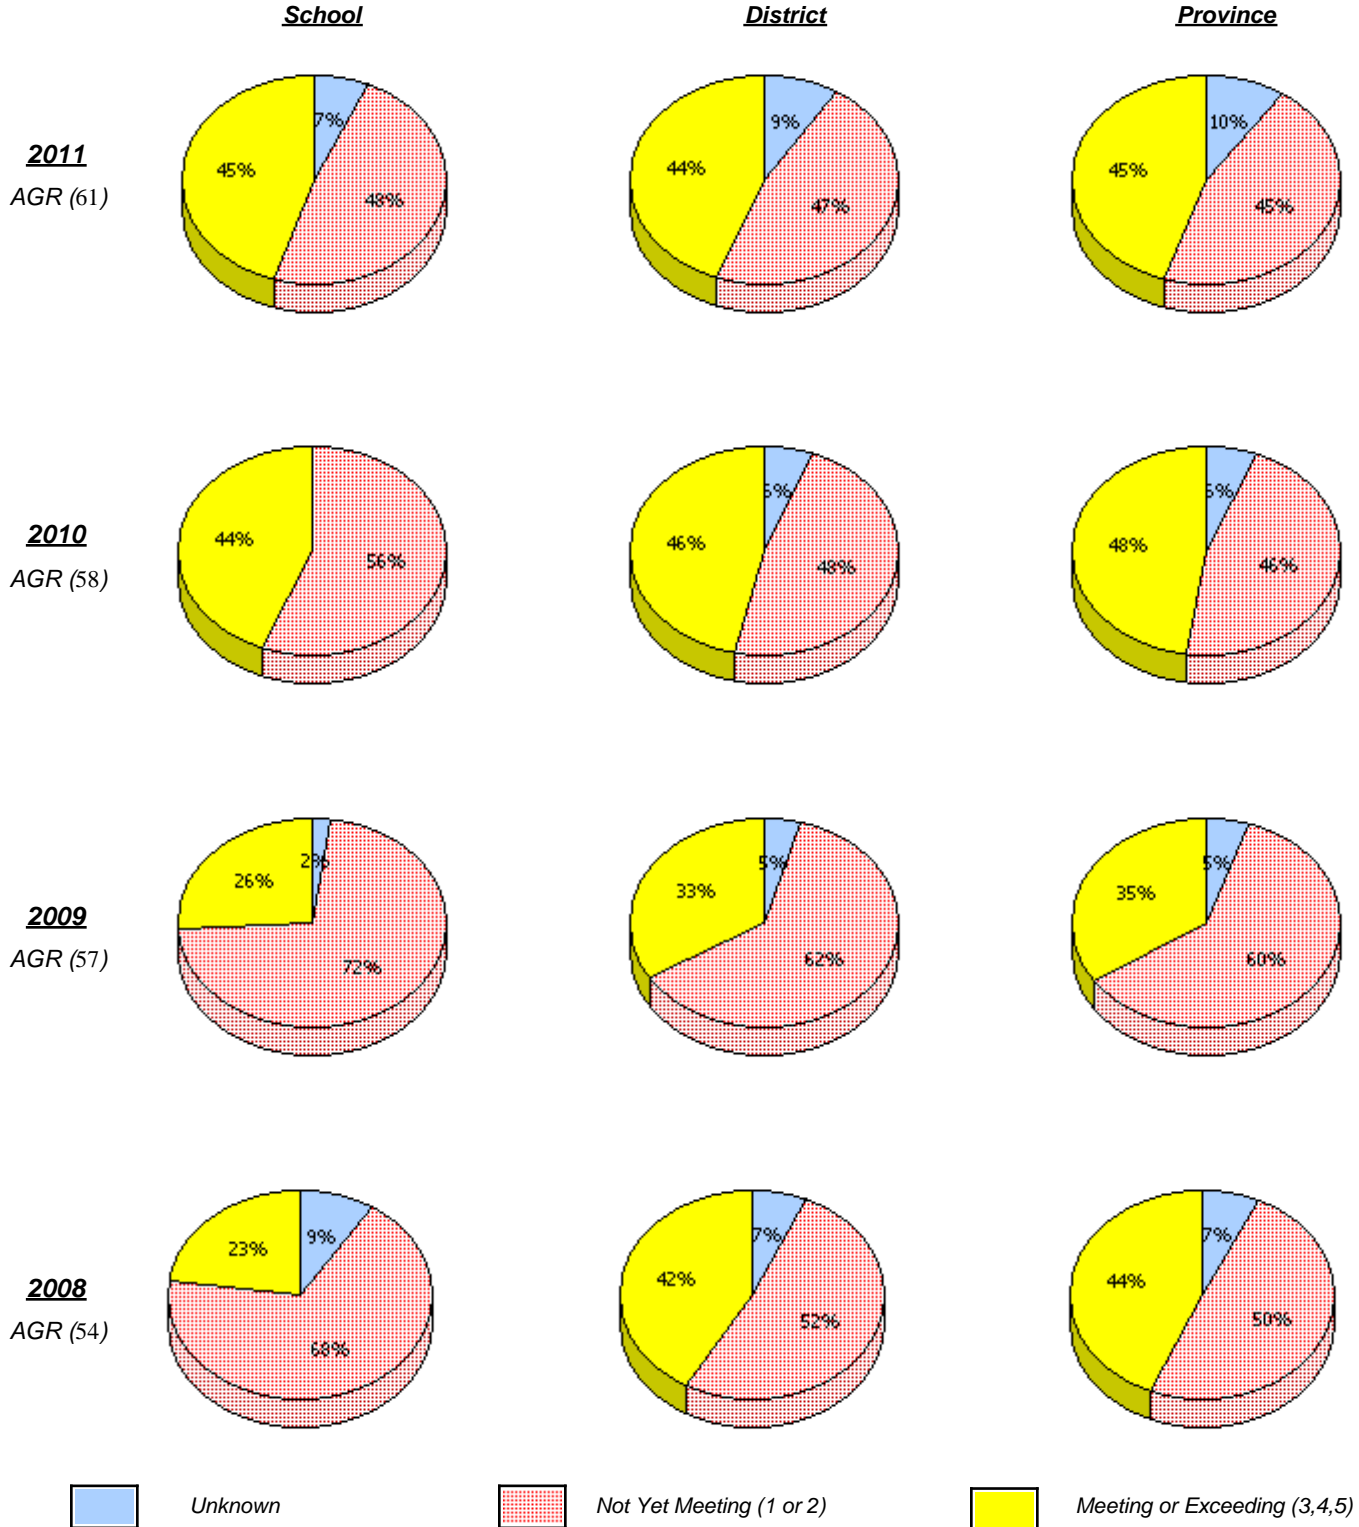 School District Province
7% 9% 10%
2011
45% 44% 45%
AGR (61)
48% 47% 45%
6% 6%
2010
44% 46% 48%
AGR (58)
56% 48% 46%
2% 5% 5%
26% 33% 35%
2009
AGR (57)
72% 62% 60%
9% 7% 7%
23% 42% 44%
2008
AGR (54)
68% 52% 50%
Unknown Not Yet Meeting (1 or 2) Meeting or Exceeding (3,4,5)